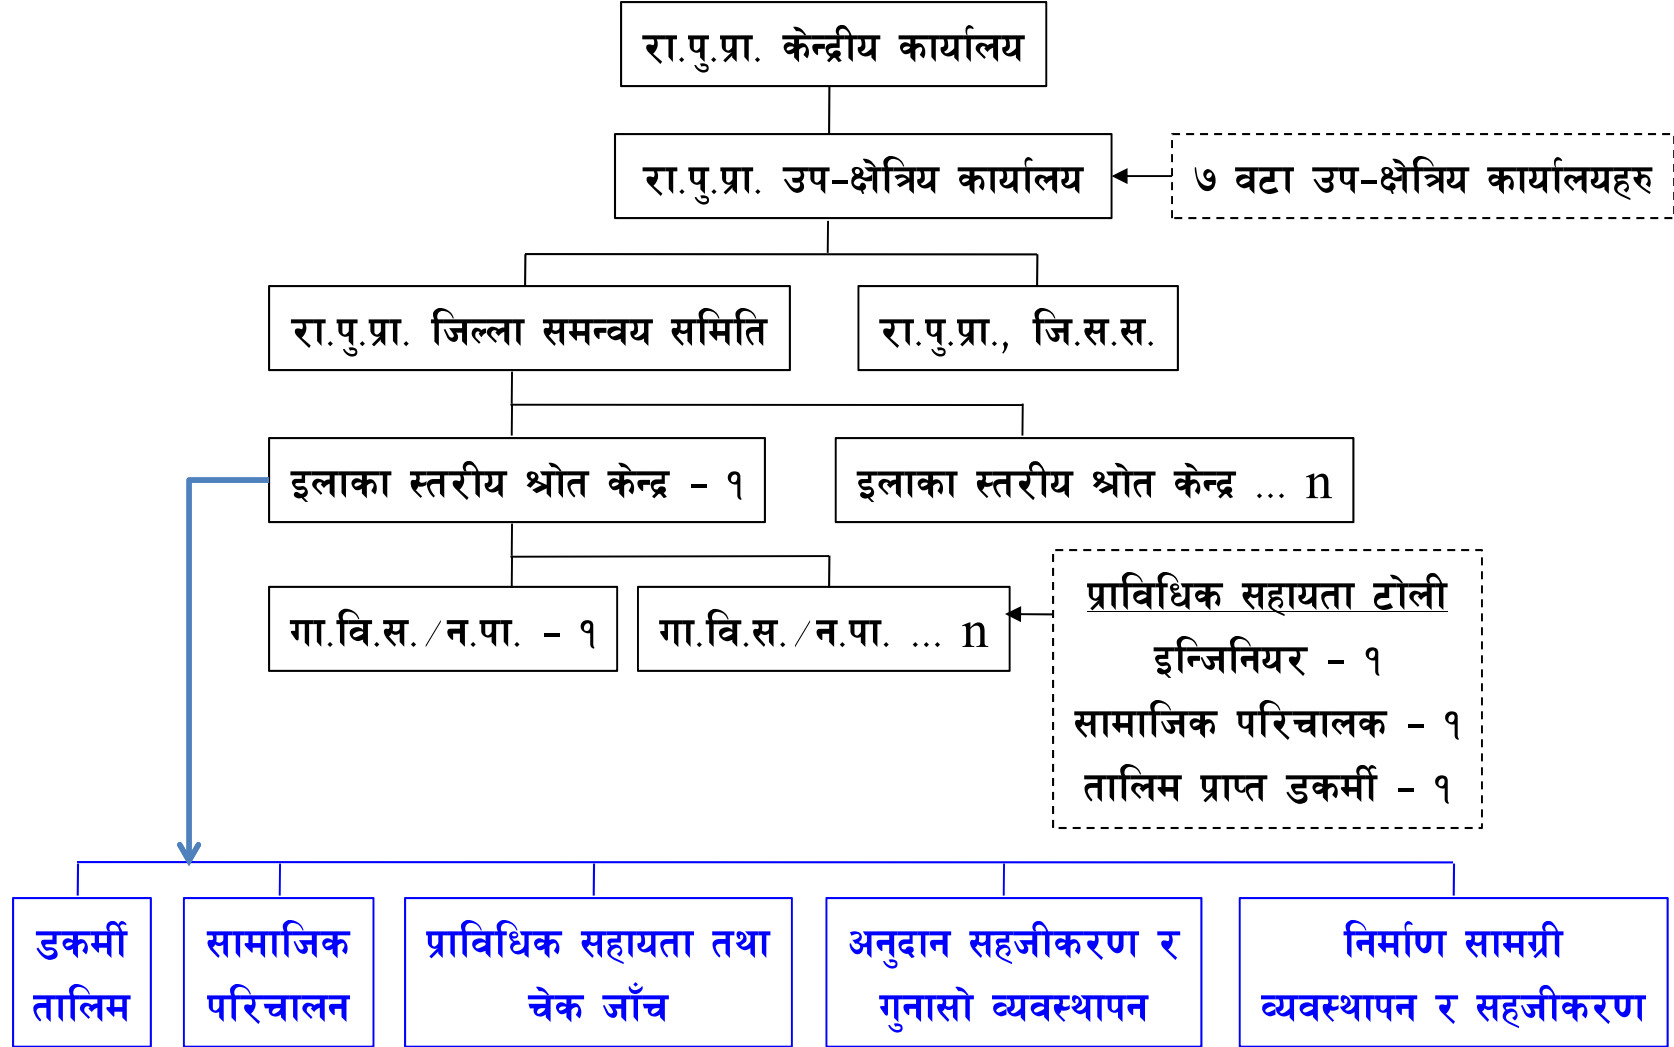 रा.पु.प्रा. केन्द्रीय कार्यालय
रा.पु.प्रा. उप-क्षेत्रिय कार्यालय
७ वटा उप-क्षेत्रिय कार्यालयहरु
रा.पु.प्रा. जिल्ला समन्वय समिति
रा.पु.प्रा., जि.स.स.
इलाका स्तरीय श्रोत केन्द्र - १
इलाका स्तरीय श्रोत केन्द्र ... n
गा.वि.स./न.पा. - १
गा.वि.स./न.पा. ... n
प्राविधिक सहायता टोली
इन्जिनियर - १
सामाजिक परिचालक - १
तालिम प्राप्त डकर्मी - १
डकर्मी
तालिम
सामाजिक
परिचालन
प्राविधिक सहायता तथा
चेक जाँच
अनुदान सहजीकरण र
गुनासो व्यवस्थापन
निर्माण सामग्री
व्यवस्थापन र सहजीकरण